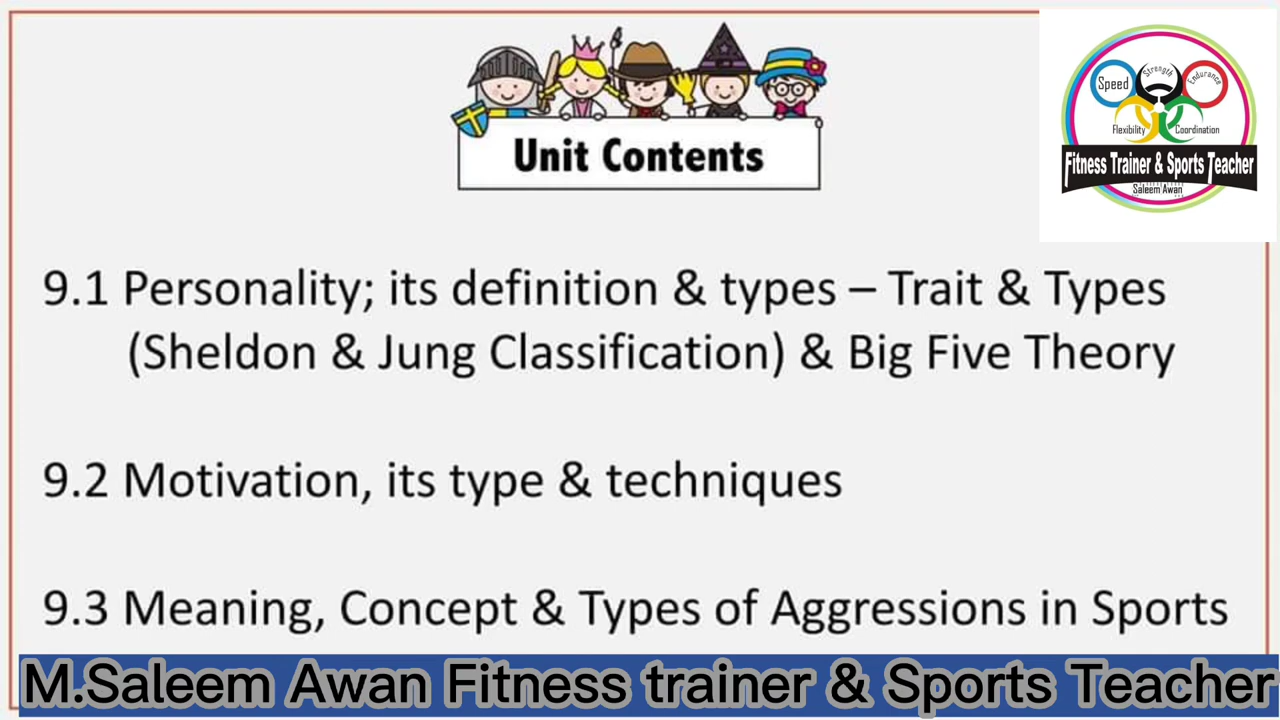 Unit Contents
Speed
Strength
Endurance
Flexibility
Coordination
Fitness Trainer & Sports Teacher
Saleem Awan
9.1 Personality; its definition & types – Trait & Types
(Sheldon & Jung Classification) & Big Five Theory
9.2 Motivation, its type & techniques
9.3 Meaning, Concept & Types of Aggressions in Sports
M.Saleem Awan Fitness trainer & Sports Teacher